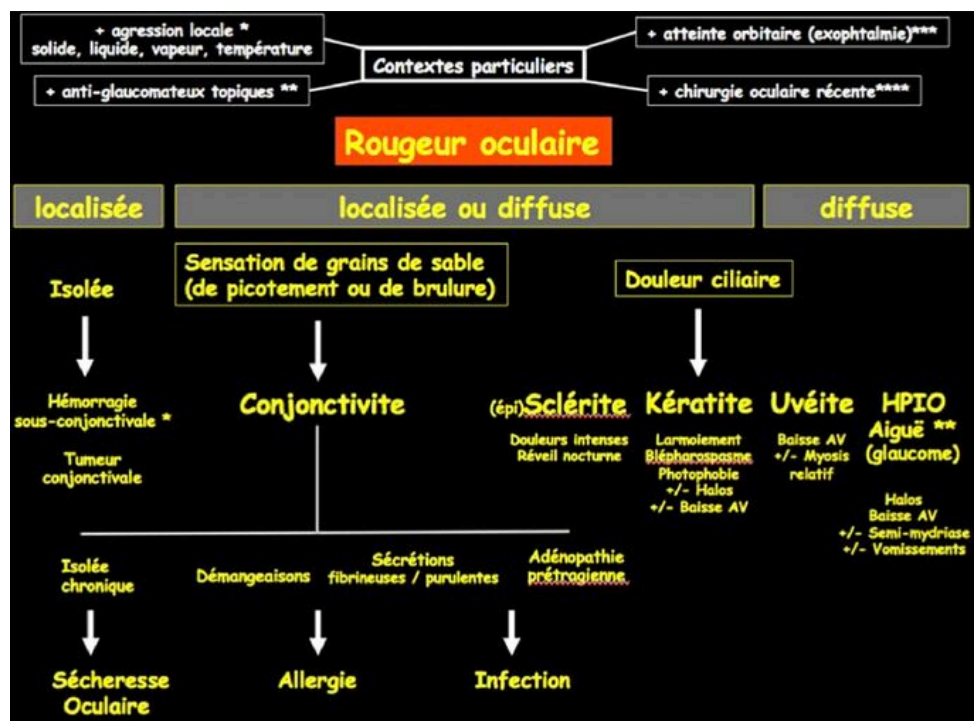 + agression locale *
solide, liquide, vapeur, température
+ atteinte orbitaire (exophtalmie)***
Contextes particuliers
+ anti-glaucomateux topiques **
+ chirurgie oculaire récente****
Rougeur oculaire
localisée
localisée ou diffuse
diffuse
Isolée
Sensation de grains de sable
(de picotement ou de brulure)
Douleur ciliaire
Hémorragie
sous-conjonctivale *
Tumeur
conjonctivale
Conjonctivite
(épi)Sclérite
Douleurs intenses
Réveil nocturne
Kératite
Larmoiement
Blépharospasme
Photophobie
+/- Halos
+/- Baisse AV
Uvéite
Baisse AV
+/- Myosis
relatif
HPIO
Aiguë **
(glaucome)
Halos
Baisse AV
+/- Semi-mydriase
+/- Vomissements
Isolée
chronique
Démangeaisons
Sécrétions
fibrineuses / purulentes
Adénopathie
prétragienne
Sécheresse
Oculaire
Allergie
Infection